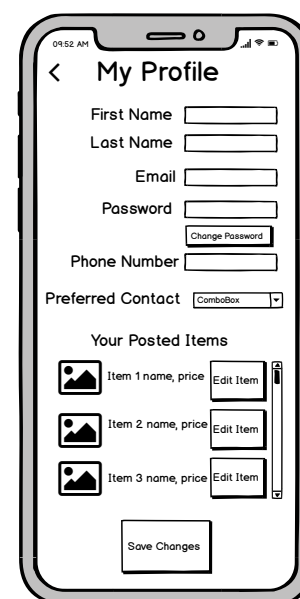 09:52 AM
My Profile
First Name
Last Name
Email
Password
Change Password
Phone Number
Preferred Contact ComboBox
Your Posted Items
Item 1 name, price Edit Item
Item 2 name, price Edit Item
Item 3 name, price Edit Item
Save Changes